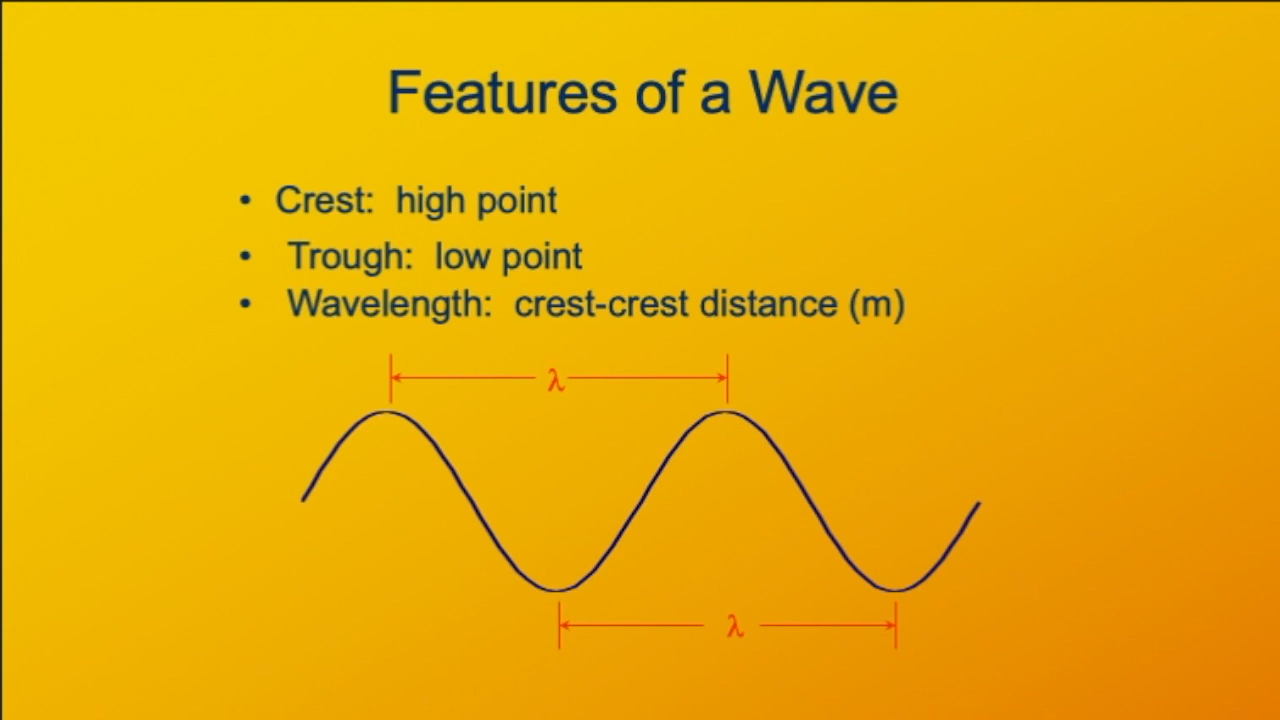 Features of a Wave
• Crest: high point
• Trough: low point
• Wavelength: crest-crest distance (m)
λ
λ